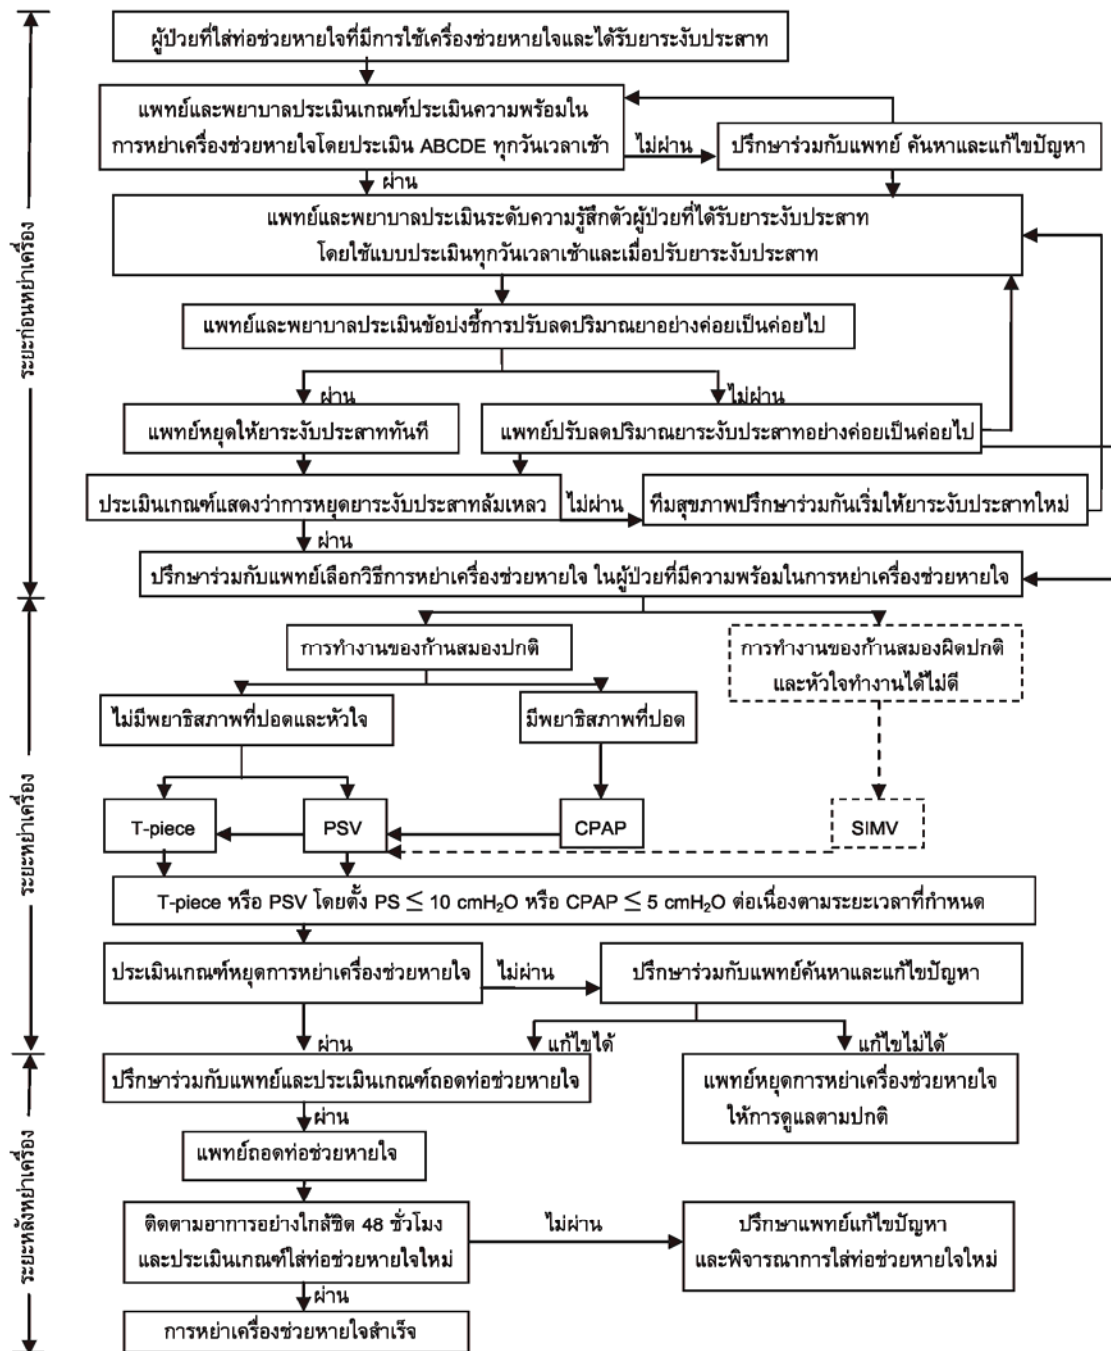 ระยะก่อนหย่าเครื่อง
ผู้ป่วยที่ใส่ท่อช่วยหายใจที่มีการใช้เครื่องช่วยหายใจและได้รับยาระงับประสาท
แพทย์และพยาบาลประเมินเกณฑ์ประเมินความพร้อมใน
การหย่าเครื่องช่วยหายใจโดยประเมิน ABCDE ทุกวันเวลาเช้า
ไม่ผ่าน
ปรึกษาร่วมกับแพทย์ ค้นหาและแก้ไขปัญหา
ผ่าน
แพทย์และพยาบาลประเมินระดับความรู้สึกตัวผู้ป่วยที่ได้รับยาระงับประสาท
โดยใช้แบบประเมินทุกวันเวลาเช้าและเมื่อปรับยาระงับประสาท
แพทย์และพยาบาลประเมินข้อบ่งชี้การปรับลดปริมาณยาอย่างค่อยเป็นค่อยไป
ผ่าน
ไม่ผ่าน
แพทย์หยุดให้ยาระงับประสาททันที
แพทย์ปรับลดปริมาณยาระงับประสาทอย่างค่อยเป็นค่อยไป
ประเมินเกณฑ์แสดงว่าการหยุดยาระงับประสาทล้มเหลว
ไม่ผ่าน
ทีมสุขภาพปรึกษาร่วมกันเริ่มให้ยาระงับประสาทใหม่
ผ่าน
ปรึกษาร่วมกับแพทย์เลือกวิธีการหย่าเครื่องช่วยหายใจ ในผู้ป่วยที่มีความพร้อมในการหย่าเครื่องช่วยหายใจ
ระยะหย่าเครื่อง
การทำงานของก้านสมองปกติ
การทำงานของก้านสมองผิดปกติ
และหัวใจทำงานได้ไม่ดี
ไม่มีพยาธิสภาพที่ปอดและหัวใจ
มีพยาธิสภาพที่ปอด
T-piece
PSV
CPAP
SIMV
T-piece หรือ PSV โดยตั้ง PS ≤ 10 cmH₂O หรือ CPAP ≤ 5 cmH₂O ต่อเนื่องตามระยะเวลาที่กำหนด
ประเมินเกณฑ์หยุดการหย่าเครื่องช่วยหายใจ
ไม่ผ่าน
ปรึกษาร่วมกับแพทย์ค้นหาและแก้ไขปัญหา
ผ่าน
แก้ไขได้
แก้ไขไม่ได้
ระยะหลังหย่าเครื่อง
ปรึกษาร่วมกับแพทย์และประเมินเกณฑ์ถอดท่อช่วยหายใจ
แพทย์หยุดการหย่าเครื่องช่วยหายใจ
ให้การดูแลตามปกติ
ผ่าน
แพทย์ถอดท่อช่วยหายใจ
ติดตามอาการอย่างใกล้ชิด 48 ชั่วโมง
และประเมินเกณฑ์ใส่ท่อช่วยหายใจใหม่
ไม่ผ่าน
ปรึกษาแพทย์แก้ไขปัญหา
และพิจารณาการใส่ท่อช่วยหายใจใหม่
ผ่าน
การหย่าเครื่องช่วยหายใจสำเร็จ